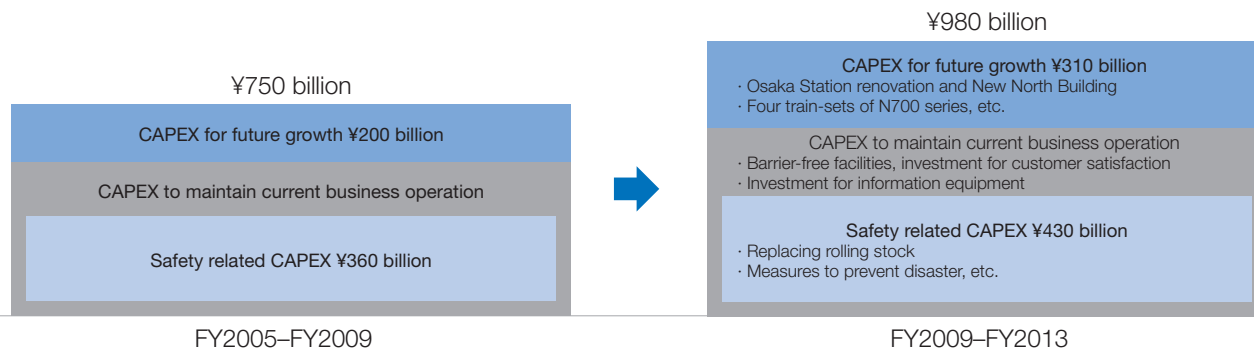 ¥750 billion
CAPEX for future growth ¥200 billion
CAPEX to maintain current business operation
Safety related CAPEX ¥360 billion
FY2005–FY2009
¥980 billion
CAPEX for future growth ¥310 billion
· Osaka Station renovation and New North Building
· Four train-sets of N700 series, etc.
CAPEX to maintain current business operation
· Barrier-free facilities, investment for customer satisfaction
· Investment for information equipment
Safety related CAPEX ¥430 billion
· Replacing rolling stock
· Measures to prevent disaster, etc.
FY2009–FY2013